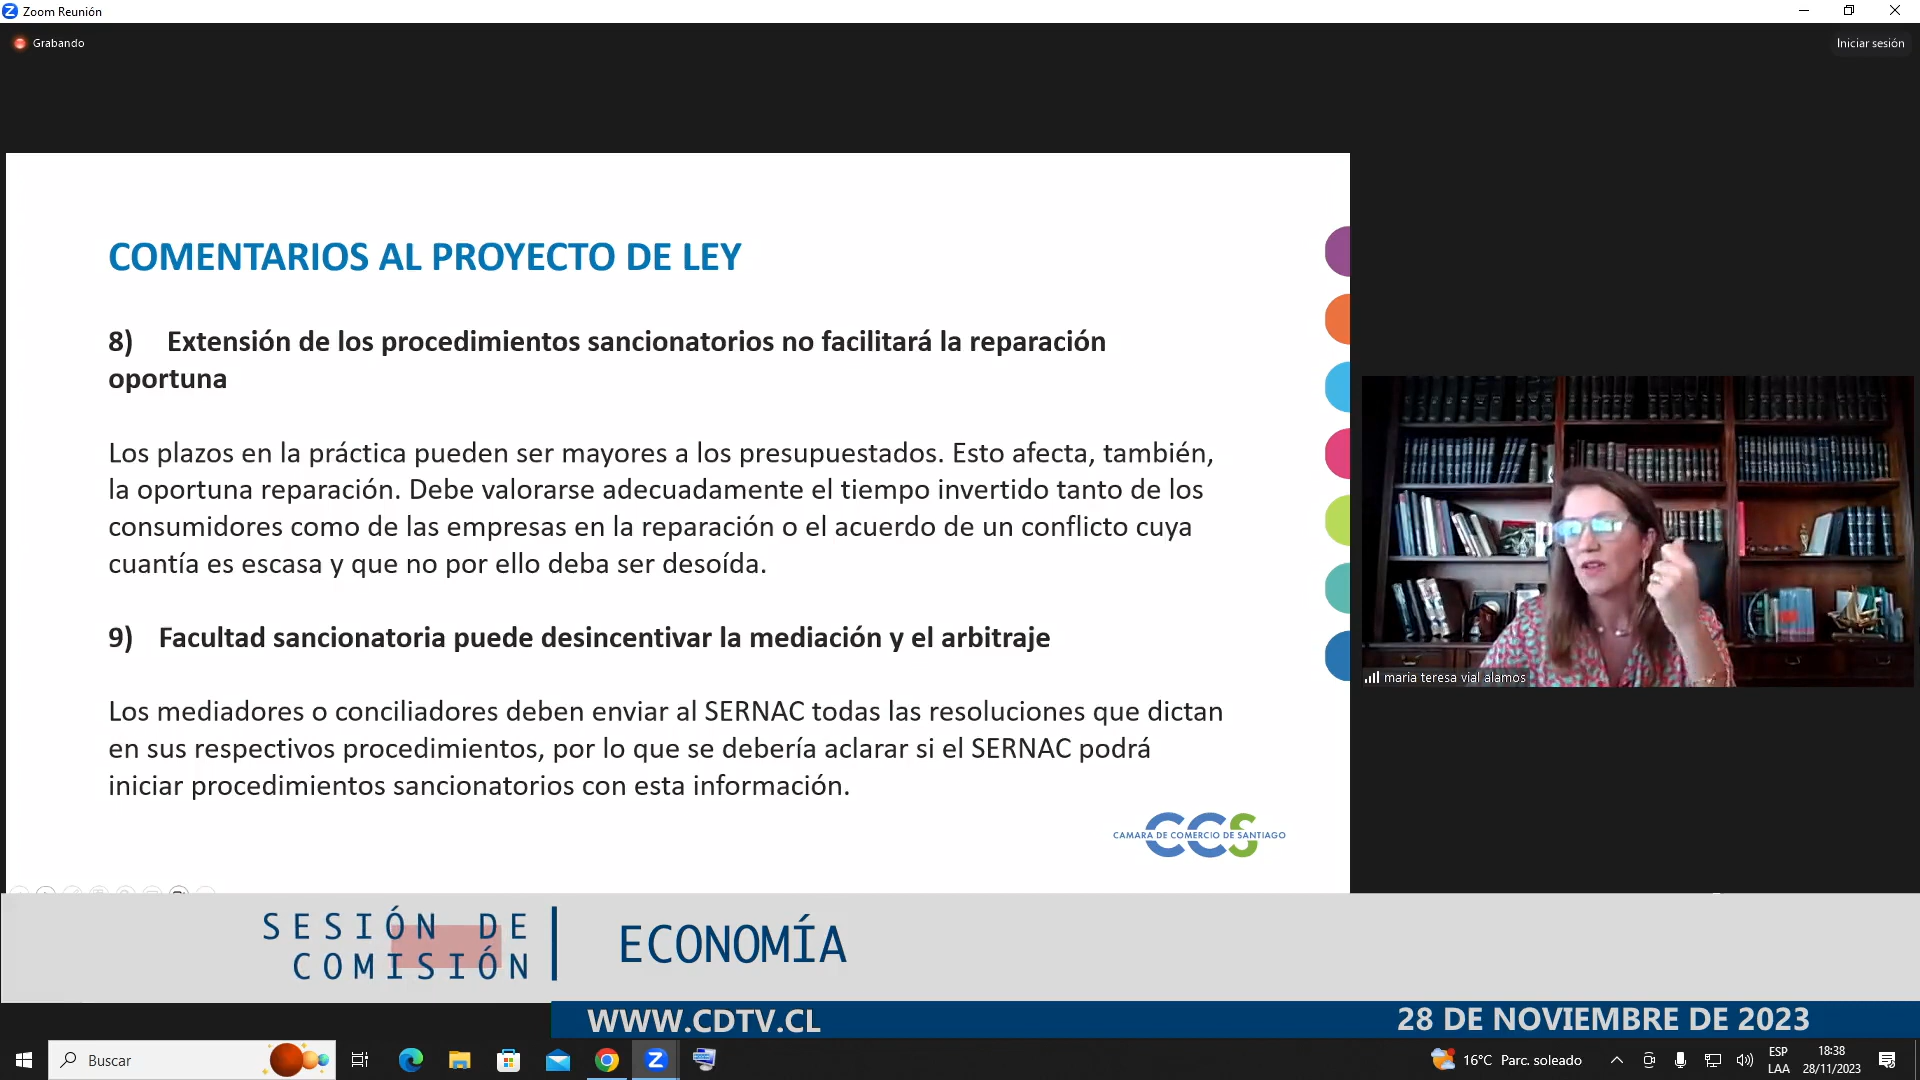 Zoom Reunión
Grabando
Iniciar sesión
COMENTARIOS AL PROYECTO DE LEY
8) Extensión de los procedimientos sancionatorios no facilitará la reparación
oportuna
Los plazos en la práctica pueden ser mayores a los presupuestados. Esto afecta, también,
la oportuna reparación. Debe valorarse adecuadamente el tiempo invertido tanto de los
consumidores como de las empresas en la reparación o el acuerdo de un conflicto cuya
cuantía es escasa y que no por ello deba ser desoída.
9) Facultad sancionatoria puede desincentivar la mediación y el arbitraje
Los mediadores o conciliadores deben enviar al SERNAC todas las resoluciones que dictan
en sus respectivos procedimientos, por lo que se debería aclarar si el SERNAC podrá
iniciar procedimientos sancionatorios con esta información.
CCS
CAMARA DE COMERCIO DE SANTIAGO
maria teresa vial alamos
SESIÓN DE
COMISIÓN
ECONOMÍA
WWW.CDTV.CL
28 DE NOVIEMBRE DE 2023
Buscar
16°C Parc. soleado
ESP
LAA
18:38
28/11/2023